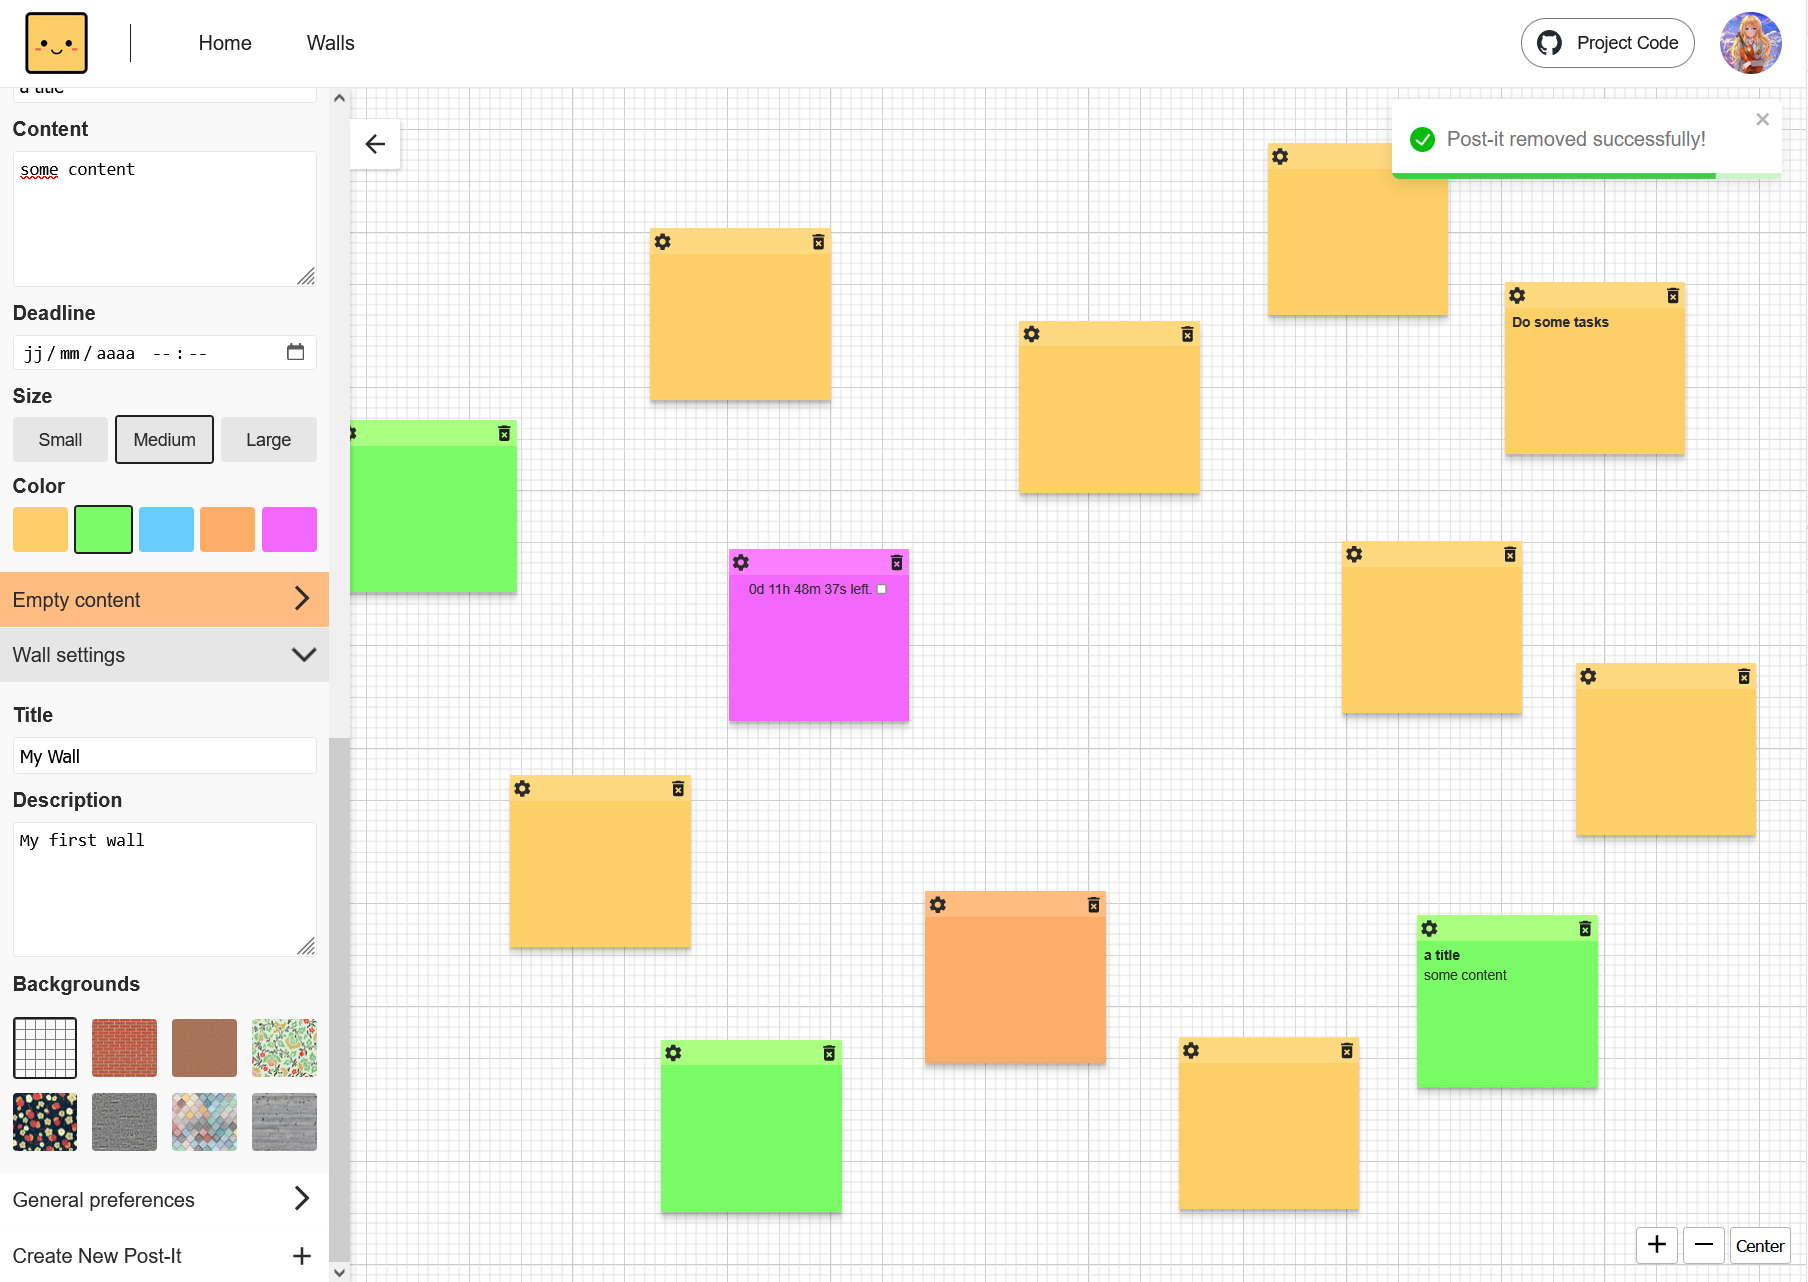 Home
Walls
Project Code
a title
Content
some content
Deadline
jj/mm/aaaa --:--
Size
Small
Medium
Large
Color
Empty content
Wall settings
Title
My Wall
Description
My first wall
Backgrounds
General preferences
Create New Post-It
Post-it removed successfully!
Do some tasks
0d 11h 48m 37s left.
a title
some content
Center